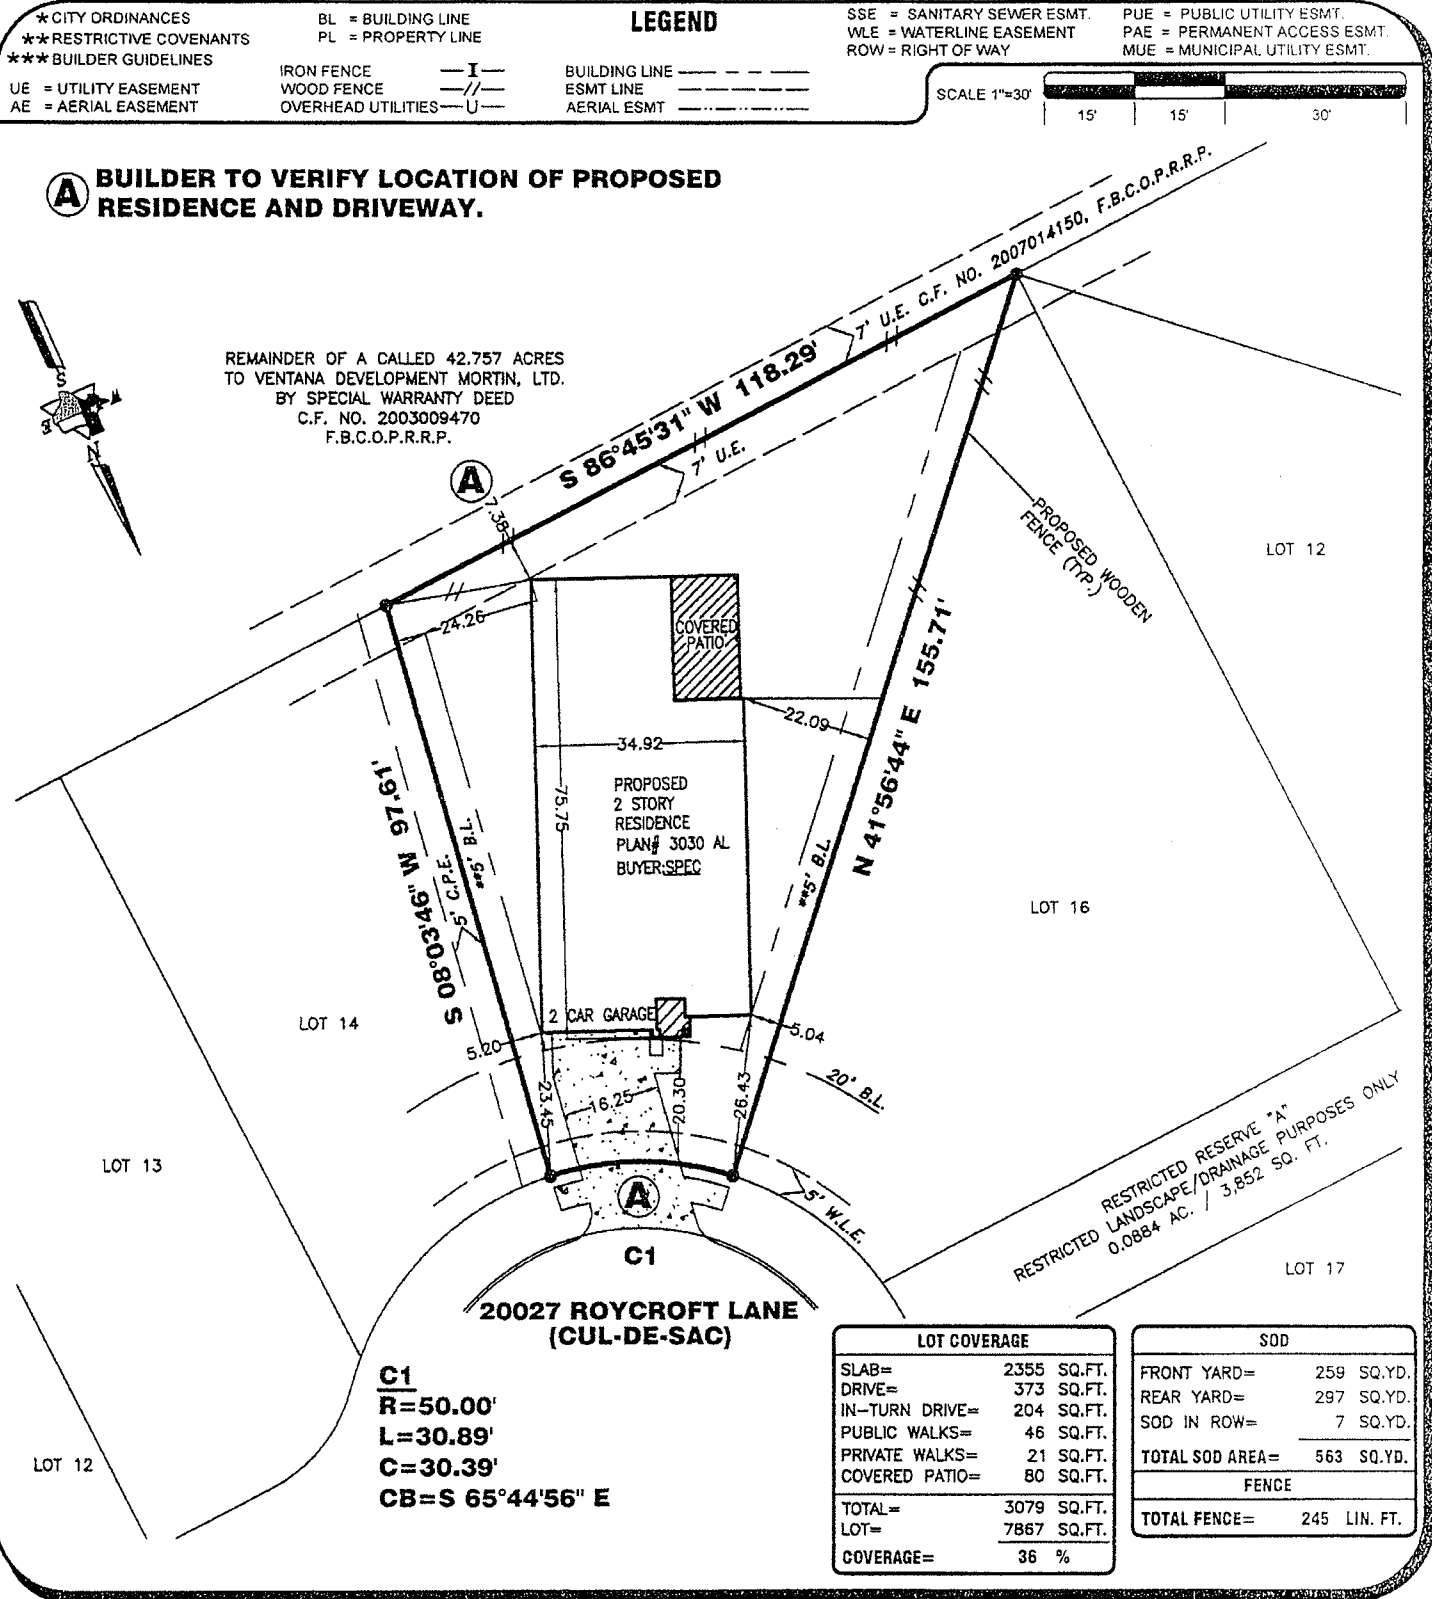 LEGEND
* CITY ORDINANCES
** RESTRICTIVE COVENANTS
*** BUILDER GUIDELINES
UE = UTILITY EASEMENT
AE = AERIAL EASEMENT
BL = BUILDING LINE
PL = PROPERTY LINE
IRON FENCE —I—
WOOD FENCE —//—
OVERHEAD UTILITIES —U—
BUILDING LINE
ESMT LINE
AERIAL ESMT
SSE = SANITARY SEWER ESMT.
WLE = WATERLINE EASEMENT
ROW = RIGHT OF WAY
PUE = PUBLIC UTILITY ESMT.
PAE = PERMANENT ACCESS ESMT.
MUE = MUNICIPAL UTILITY ESMT.
SCALE 1"=30'
15' 15' 30'
A BUILDER TO VERIFY LOCATION OF PROPOSED
RESIDENCE AND DRIVEWAY.
S
N
REMAINDER OF A CALLED 42.757 ACRES
TO VENTANA DEVELOPMENT MORTIN, LTD.
BY SPECIAL WARRANTY DEED
C.F. NO. 2003009470
F.B.C.O.P.R.R.P.
7' U.E. C.F. NO. 2007014150, F.B.C.O.P.R.R.P.
S 86°45'31" W 118.29'
7' U.E.
A
7.38
24.26
COVERED
PATIO
PROPOSED WOODEN
FENCE (TYP.)
LOT 12
N 41°56'44" E 155.71'
22.09
34.92
75.75
PROPOSED
2 STORY
RESIDENCE
PLAN# 3030 AL
BUYER:SPEC
S 08°03'46" W 97.61'
5' C.P.E.
**5' B.L.
**5' B.L.
LOT 16
LOT 14
2 CAR GARAGE
5.20
5.04
20' B.L.
23.45
16.25
20.30
26.43
LOT 13
RESTRICTED RESERVE "A"
RESTRICTED LANDSCAPE/DRAINAGE PURPOSES ONLY
0.0884 AC. / 3,852 SQ. FT.
A
5' W.L.E.
C1
LOT 17
20027 ROYCROFT LANE
(CUL-DE-SAC)
C1
R=50.00'
L=30.89'
C=30.39'
CB=S 65°44'56" E
LOT 12
LOT COVERAGE
SLAB= 2355 SQ.FT.
DRIVE= 373 SQ.FT.
IN-TURN DRIVE= 204 SQ.FT.
PUBLIC WALKS= 46 SQ.FT.
PRIVATE WALKS= 21 SQ.FT.
COVERED PATIO= 80 SQ.FT.
TOTAL= 3079 SQ.FT.
LOT= 7867 SQ.FT.
COVERAGE= 36 %
SOD
FRONT YARD= 259 SQ.YD.
REAR YARD= 297 SQ.YD.
SOD IN ROW= 7 SQ.YD.
TOTAL SOD AREA= 563 SQ.YD.
FENCE
TOTAL FENCE= 245 LIN. FT.